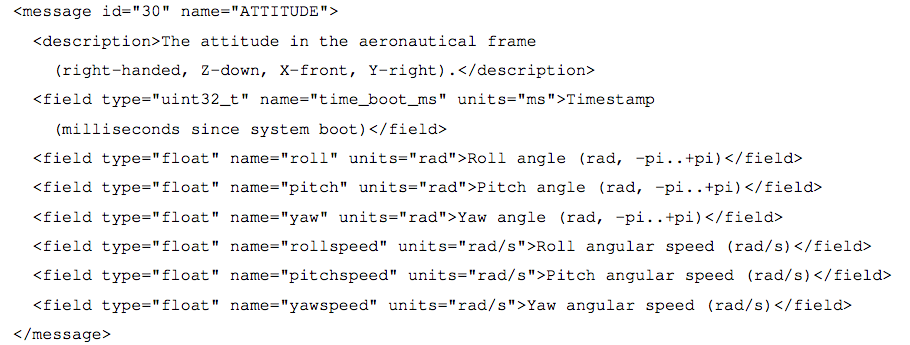 <message id="30" name="ATTITUDE">
  <description>The attitude in the aeronautical frame
    (right-handed, Z-down, X-front, Y-right).</description>
  <field type="uint32_t" name="time_boot_ms" units="ms">Timestamp
    (milliseconds since system boot)</field>
  <field type="float" name="roll" units="rad">Roll angle (rad, -pi..+pi)</field>
  <field type="float" name="pitch" units="rad">Pitch angle (rad, -pi..+pi)</field>
  <field type="float" name="yaw" units="rad">Yaw angle (rad, -pi..+pi)</field>
  <field type="float" name="rollspeed" units="rad/s">Roll angular speed (rad/s)</field>
  <field type="float" name="pitchspeed" units="rad/s">Pitch angular speed (rad/s)</field>
  <field type="float" name="yawspeed" units="rad/s">Yaw angular speed (rad/s)</field>
</message>